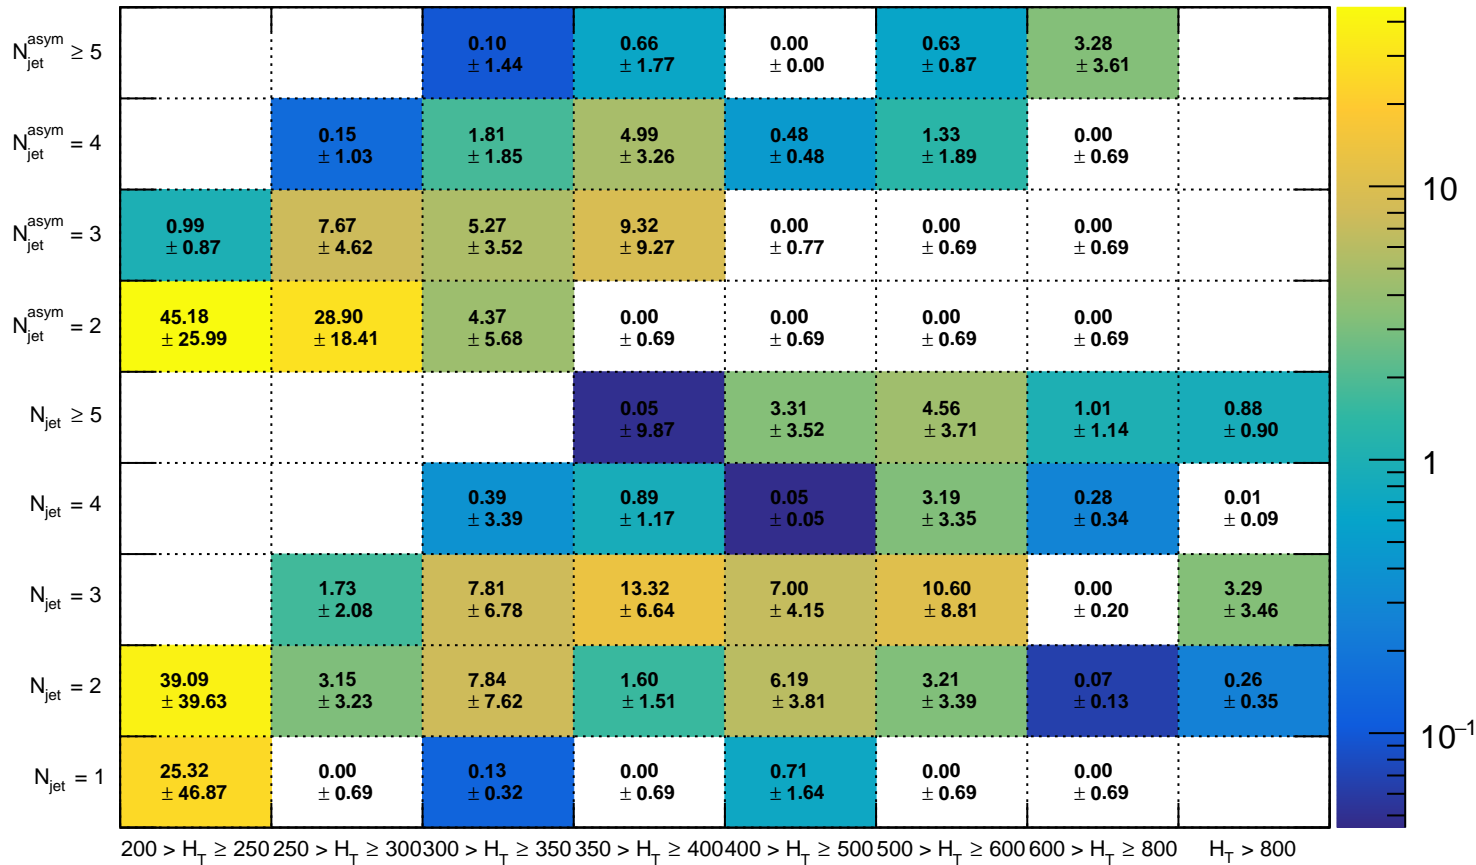 N_jet^asym ≥ 5
0.10 0.66 0.00 0.63 3.28
± 1.44 ± 1.77 ± 0.00 ± 0.87 ± 3.61
N_jet^asym = 4
0.15 1.81 4.99 0.48 1.33 0.00
± 1.03 ± 1.85 ± 3.26 ± 0.48 ± 1.89 ± 0.69
10
N_jet^asym = 3
0.99 7.67 5.27 9.32 0.00 0.00 0.00
± 0.87 ± 4.62 ± 3.52 ± 9.27 ± 0.77 ± 0.69 ± 0.69
N_jet^asym = 2
45.18 28.90 4.37 0.00 0.00 0.00 0.00
± 25.99 ± 18.41 ± 5.68 ± 0.69 ± 0.69 ± 0.69 ± 0.69
N_jet ≥ 5
0.05 3.31 4.56 1.01 0.88
± 9.87 ± 3.52 ± 3.71 ± 1.14 ± 0.90
1
N_jet = 4
0.39 0.89 0.05 3.19 0.28 0.01
± 3.39 ± 1.17 ± 0.05 ± 3.35 ± 0.34 ± 0.09
N_jet = 3
1.73 7.81 13.32 7.00 10.60 0.00 3.29
± 2.08 ± 6.78 ± 6.64 ± 4.15 ± 8.81 ± 0.20 ± 3.46
N_jet = 2
39.09 3.15 7.84 1.60 6.19 3.21 0.07 0.26
± 39.63 ± 3.23 ± 7.62 ± 1.51 ± 3.81 ± 3.39 ± 0.13 ± 0.35
10^−1
N_jet = 1
25.32 0.00 0.13 0.00 0.71 0.00 0.00
± 46.87 ± 0.69 ± 0.32 ± 0.69 ± 1.64 ± 0.69 ± 0.69
200 > H_T ≥ 250 250 > H_T ≥ 300 300 > H_T ≥ 350 350 > H_T ≥ 400 400 > H_T ≥ 500 500 > H_T ≥ 600 600 > H_T ≥ 800 H_T > 800